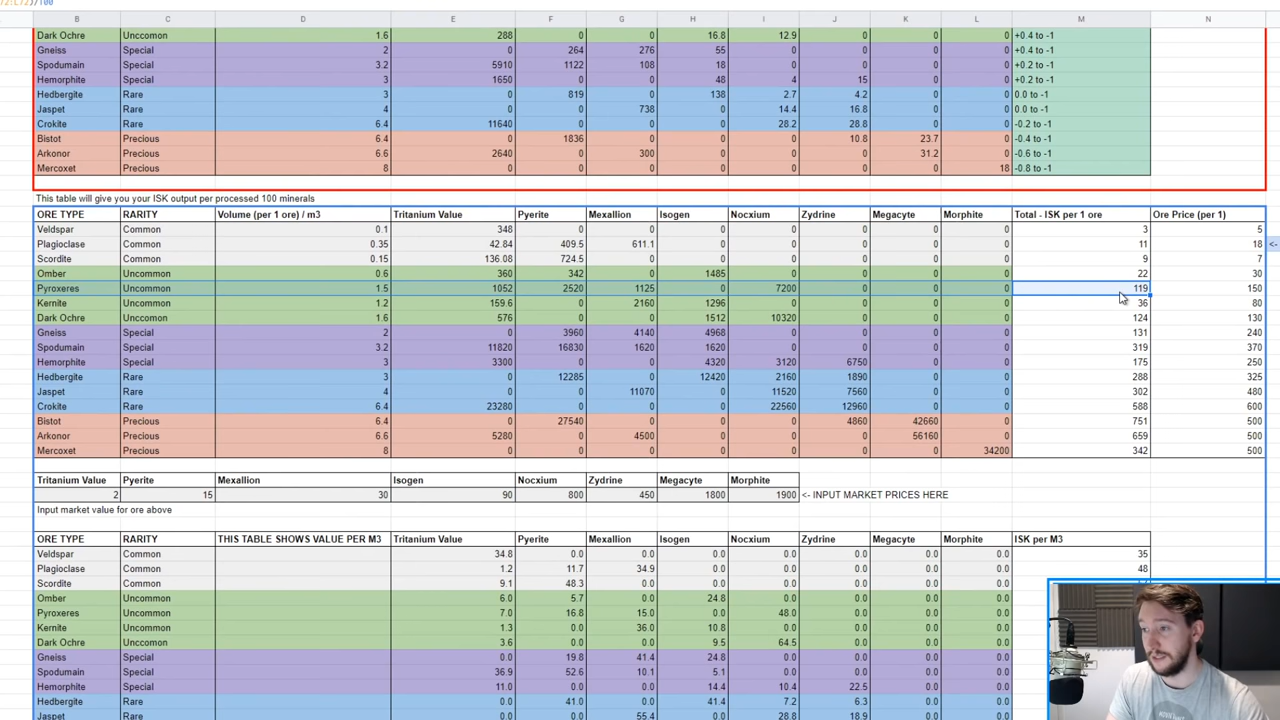 /2:L/2)/100
B C D E F G H I J K L M N
Dark Ochre Unccomon 1.6 288 0 0 16.8 12.9 0 0 0 +0.4 to -1
Gneiss Special 2 0 264 276 55 0 0 0 0 +0.4 to -1
Spodumain Special 3.2 5910 1122 108 18 0 0 0 0 +0.2 to -1
Hemorphite Special 3 1650 0 0 48 4 15 0 0 +0.2 to -1
Hedbergite Rare 3 0 819 0 138 2.7 4.2 0 0 0.0 to -1
Jaspet Rare 4 0 0 738 0 14.4 16.8 0 0 0.0 to -1
Crokite Rare 6.4 11640 0 0 0 28.2 28.8 0 0 -0.2 to -1
Bistot Precious 6.4 0 1836 0 0 0 10.8 23.7 0 -0.4 to -1
Arkonor Precious 6.6 2640 0 300 0 0 0 31.2 0 -0.6 to -1
Mercoxet Precious 8 0 0 0 0 0 0 0 18 -0.8 to -1
This table will give you your ISK output per processed 100 minerals
ORE TYPE RARITY Volume (per 1 ore) / m3 Tritanium Value Pyerite Mexallion Isogen Nocxium Zydrine Megacyte Morphite Total - ISK per 1 ore Ore Price (per 1)
Veldspar Common 0.1 348 0 0 0 0 0 0 0 3 5
Plagioclase Common 0.35 42.84 409.5 611.1 0 0 0 0 0 11 18 <-
Scordite Common 0.15 136.08 724.5 0 0 0 0 0 0 9 7
Omber Uncommon 0.6 360 342 0 1485 0 0 0 0 22 30
Pyroxeres Uncommon 1.5 1052 2520 1125 0 7200 0 0 0 119 150
Kernite Uncommon 1.2 159.6 0 2160 1296 0 0 0 0 36 80
Dark Ochre Unccomon 1.6 576 0 0 1512 10320 0 0 0 124 130
Gneiss Special 2 0 3960 4140 4968 0 0 0 0 131 240
Spodumain Special 3.2 11820 16830 1620 1620 0 0 0 0 319 370
Hemorphite Special 3 3300 0 0 4320 3120 6750 0 0 175 250
Hedbergite Rare 3 0 12285 0 12420 2160 1890 0 0 288 325
Jaspet Rare 4 0 0 11070 0 11520 7560 0 0 302 480
Crokite Rare 6.4 23280 0 0 0 22560 12960 0 0 588 600
Bistot Precious 6.4 0 27540 0 0 0 4860 42660 0 751 500
Arkonor Precious 6.6 5280 0 4500 0 0 0 56160 0 659 500
Mercoxet Precious 8 0 0 0 0 0 0 0 34200 342 500
Tritanium Value Pyerite Mexallion Isogen Nocxium Zydrine Megacyte Morphite
2 15 30 90 800 450 1800 1900 <- INPUT MARKET PRICES HERE
Input market value for ore above
ORE TYPE RARITY THIS TABLE SHOWS VALUE PER M3 Tritanium Value Pyerite Mexallion Isogen Nocxium Zydrine Megacyte Morphite ISK per M3
Veldspar Common 34.8 0.0 0.0 0.0 0.0 0.0 0.0 0.0 35
Plagioclase Common 1.2 11.7 34.9 0.0 0.0 0.0 0.0 0.0 48
Scordite Common 9.1 48.3 0.0 0.0 0.0 0.0 0.0 0.0
Omber Uncommon 6.0 5.7 0.0 24.8 0.0 0.0 0.0 0.0
Pyroxeres Uncommon 7.0 16.8 15.0 0.0 48.0 0.0 0.0 0.0
Kernite Uncommon 1.3 0.0 36.0 10.8 0.0 0.0 0.0 0.0
Dark Ochre Unccomon 3.6 0.0 0.0 9.5 64.5 0.0 0.0 0.0
Gneiss Special 0.0 19.8 41.4 24.8 0.0 0.0 0.0 0.0
Spodumain Special 36.9 52.6 10.1 5.1 0.0 0.0 0.0 0.0
Hemorphite Special 11.0 0.0 0.0 14.4 10.4 22.5 0.0 0.0
Hedbergite Rare 0.0 41.0 0.0 41.4 7.2 6.3 0.0 0.0
Jaspet Rare 0.0 0.0 55.4 0.0 28.8 18.9 0.0 0.0